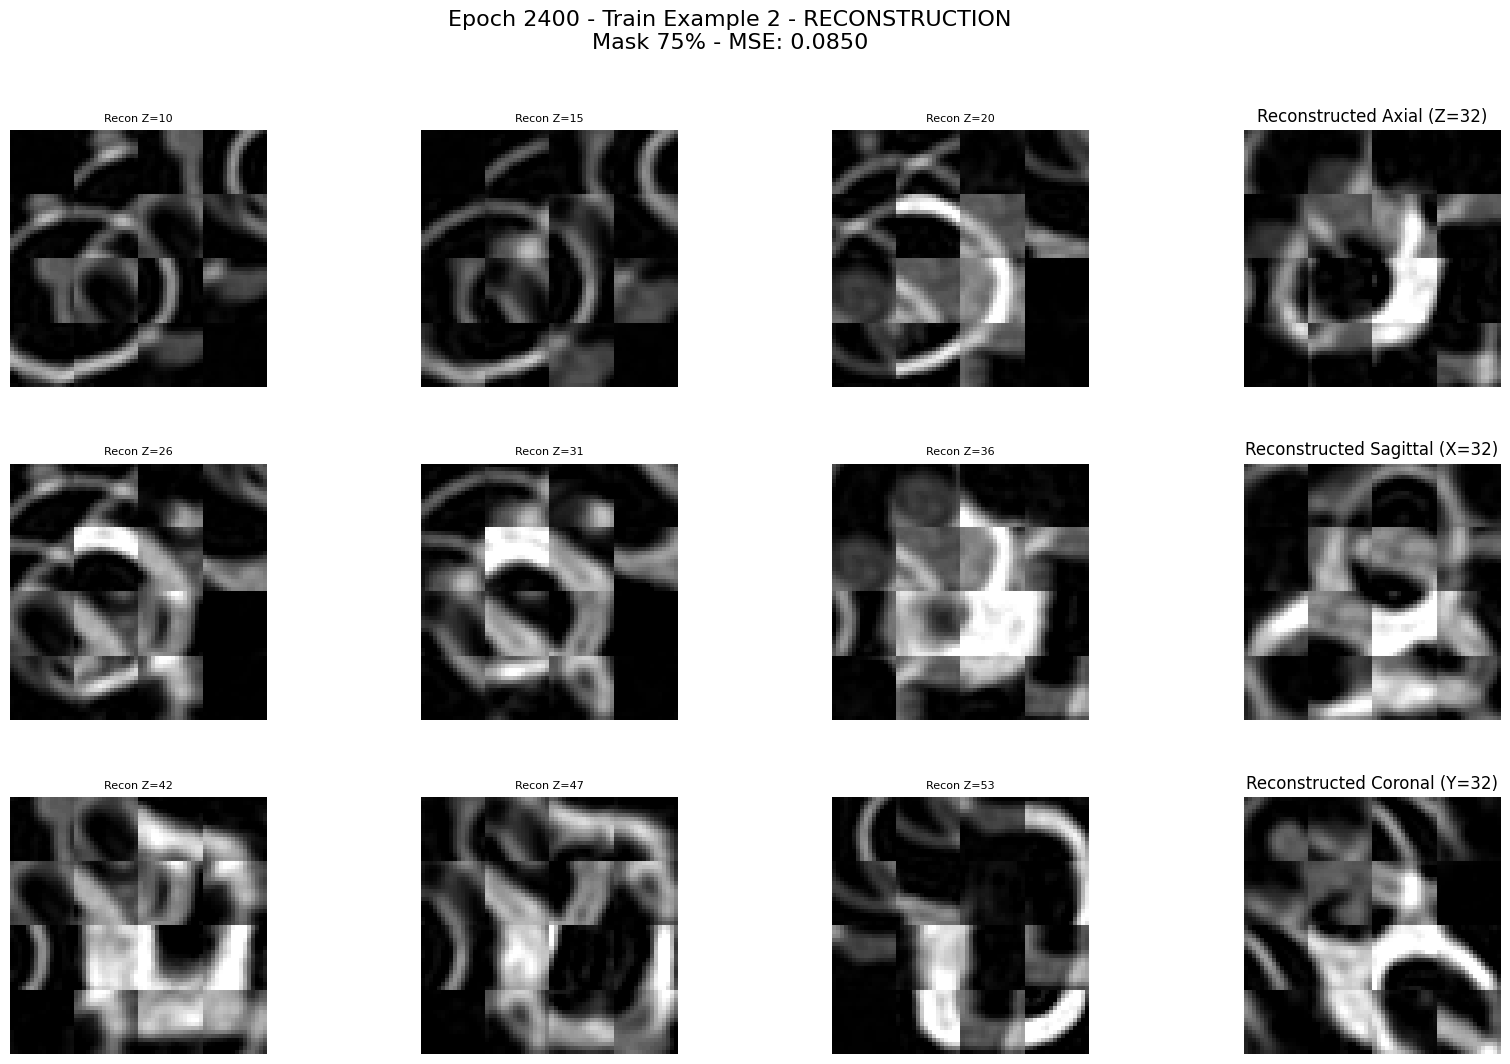 Epoch 2400 - Train Example 2 - RECONSTRUCTION
Mask 75% - MSE: 0.0850
Recon Z=10
Recon Z=15
Recon Z=20
Reconstructed Axial (Z=32)
Recon Z=26
Recon Z=31
Recon Z=36
Reconstructed Sagittal (X=32)
Recon Z=42
Recon Z=47
Recon Z=53
Reconstructed Coronal (Y=32)